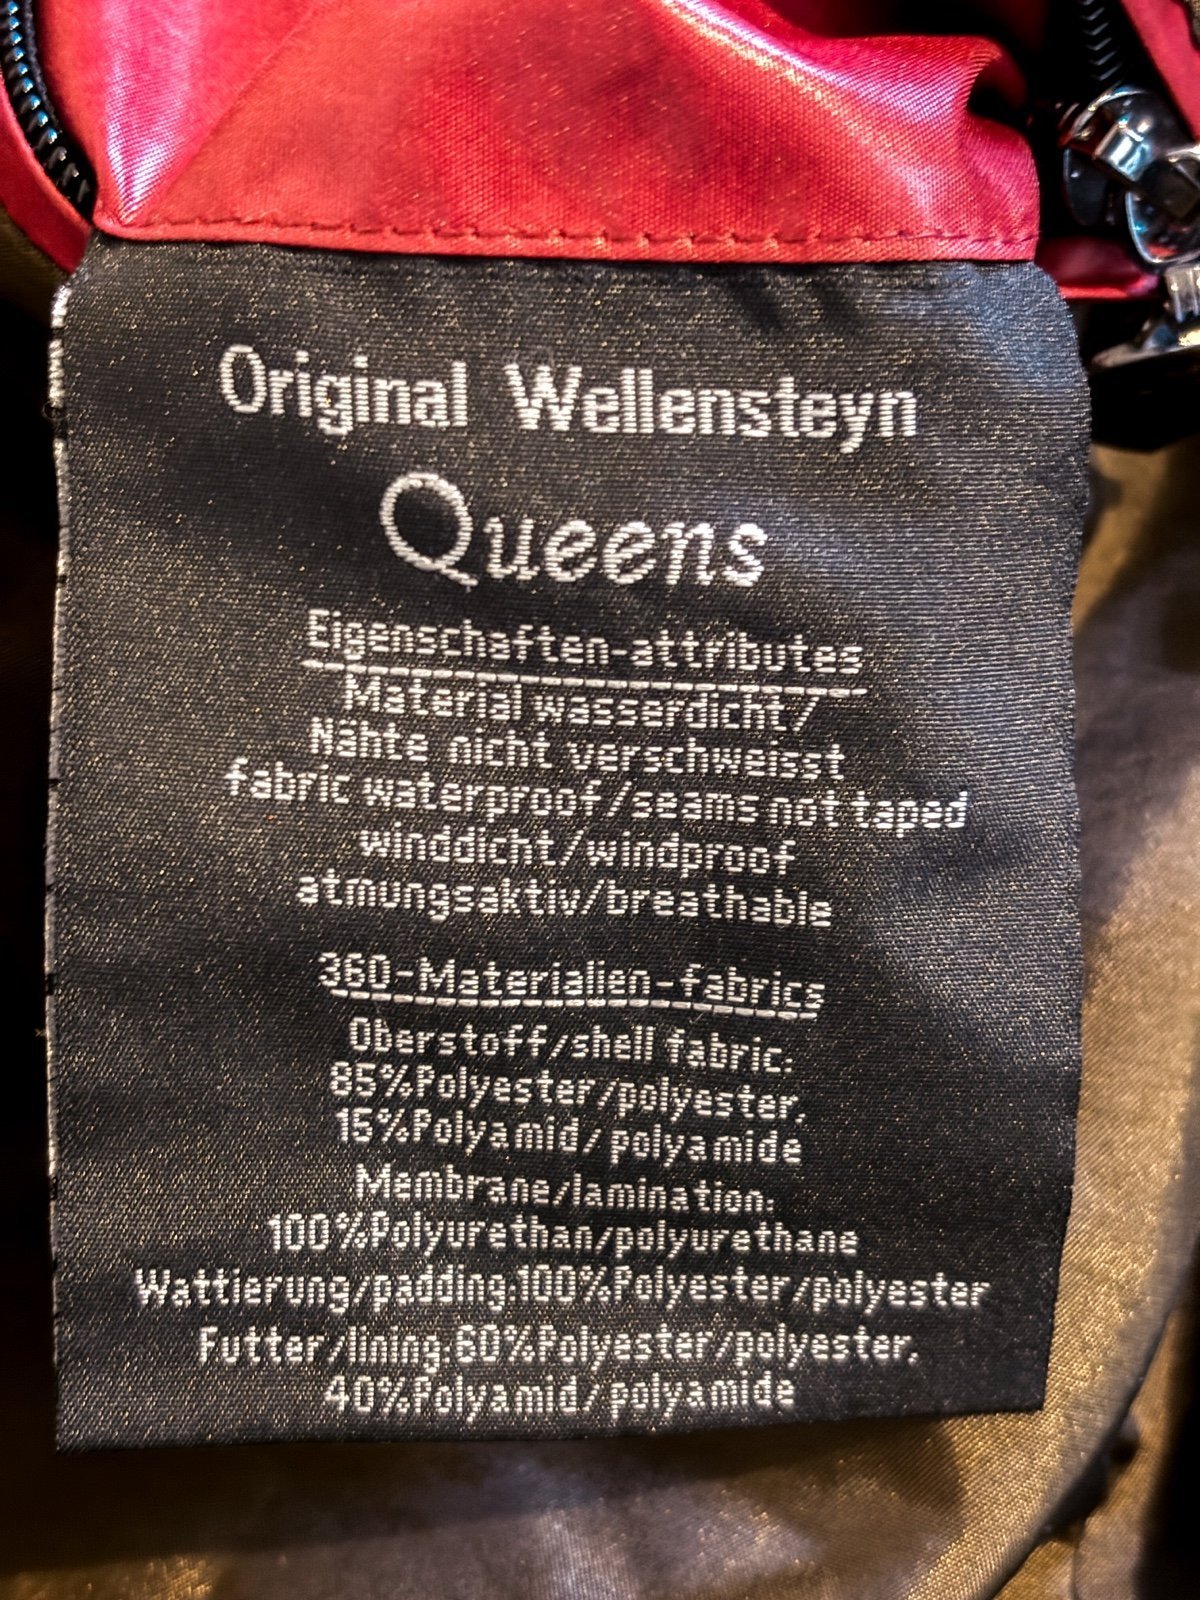 Original Wellensteyn
Queens
Eigenschaften-attributes
Material wasserdicht/
Nähte nicht verschweisst
fabric waterproof/seams not taped
winddicht/windproof
atmungsaktiv/breathable
360-Materialien-fabrics
Oberstoff/shell fabric:
85%Polyester/polyester,
15%Polyamid/polyamide
Membrane/lamination:
100%Polyurethan/polyurethane
Wattierung/padding:100%Polyester/polyester
Futter/lining:60%Polyester/polyester,
40%Polyamid/polyamide